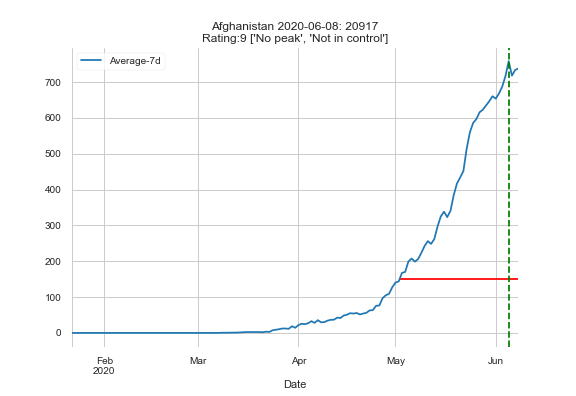 Afghanistan 2020-06-08: 20917
Rating:9 ['No peak', 'Not in control']
Average-7d
700
600
500
400
300
200
100
0
Feb
2020
Mar
Apr
May
Jun
Date